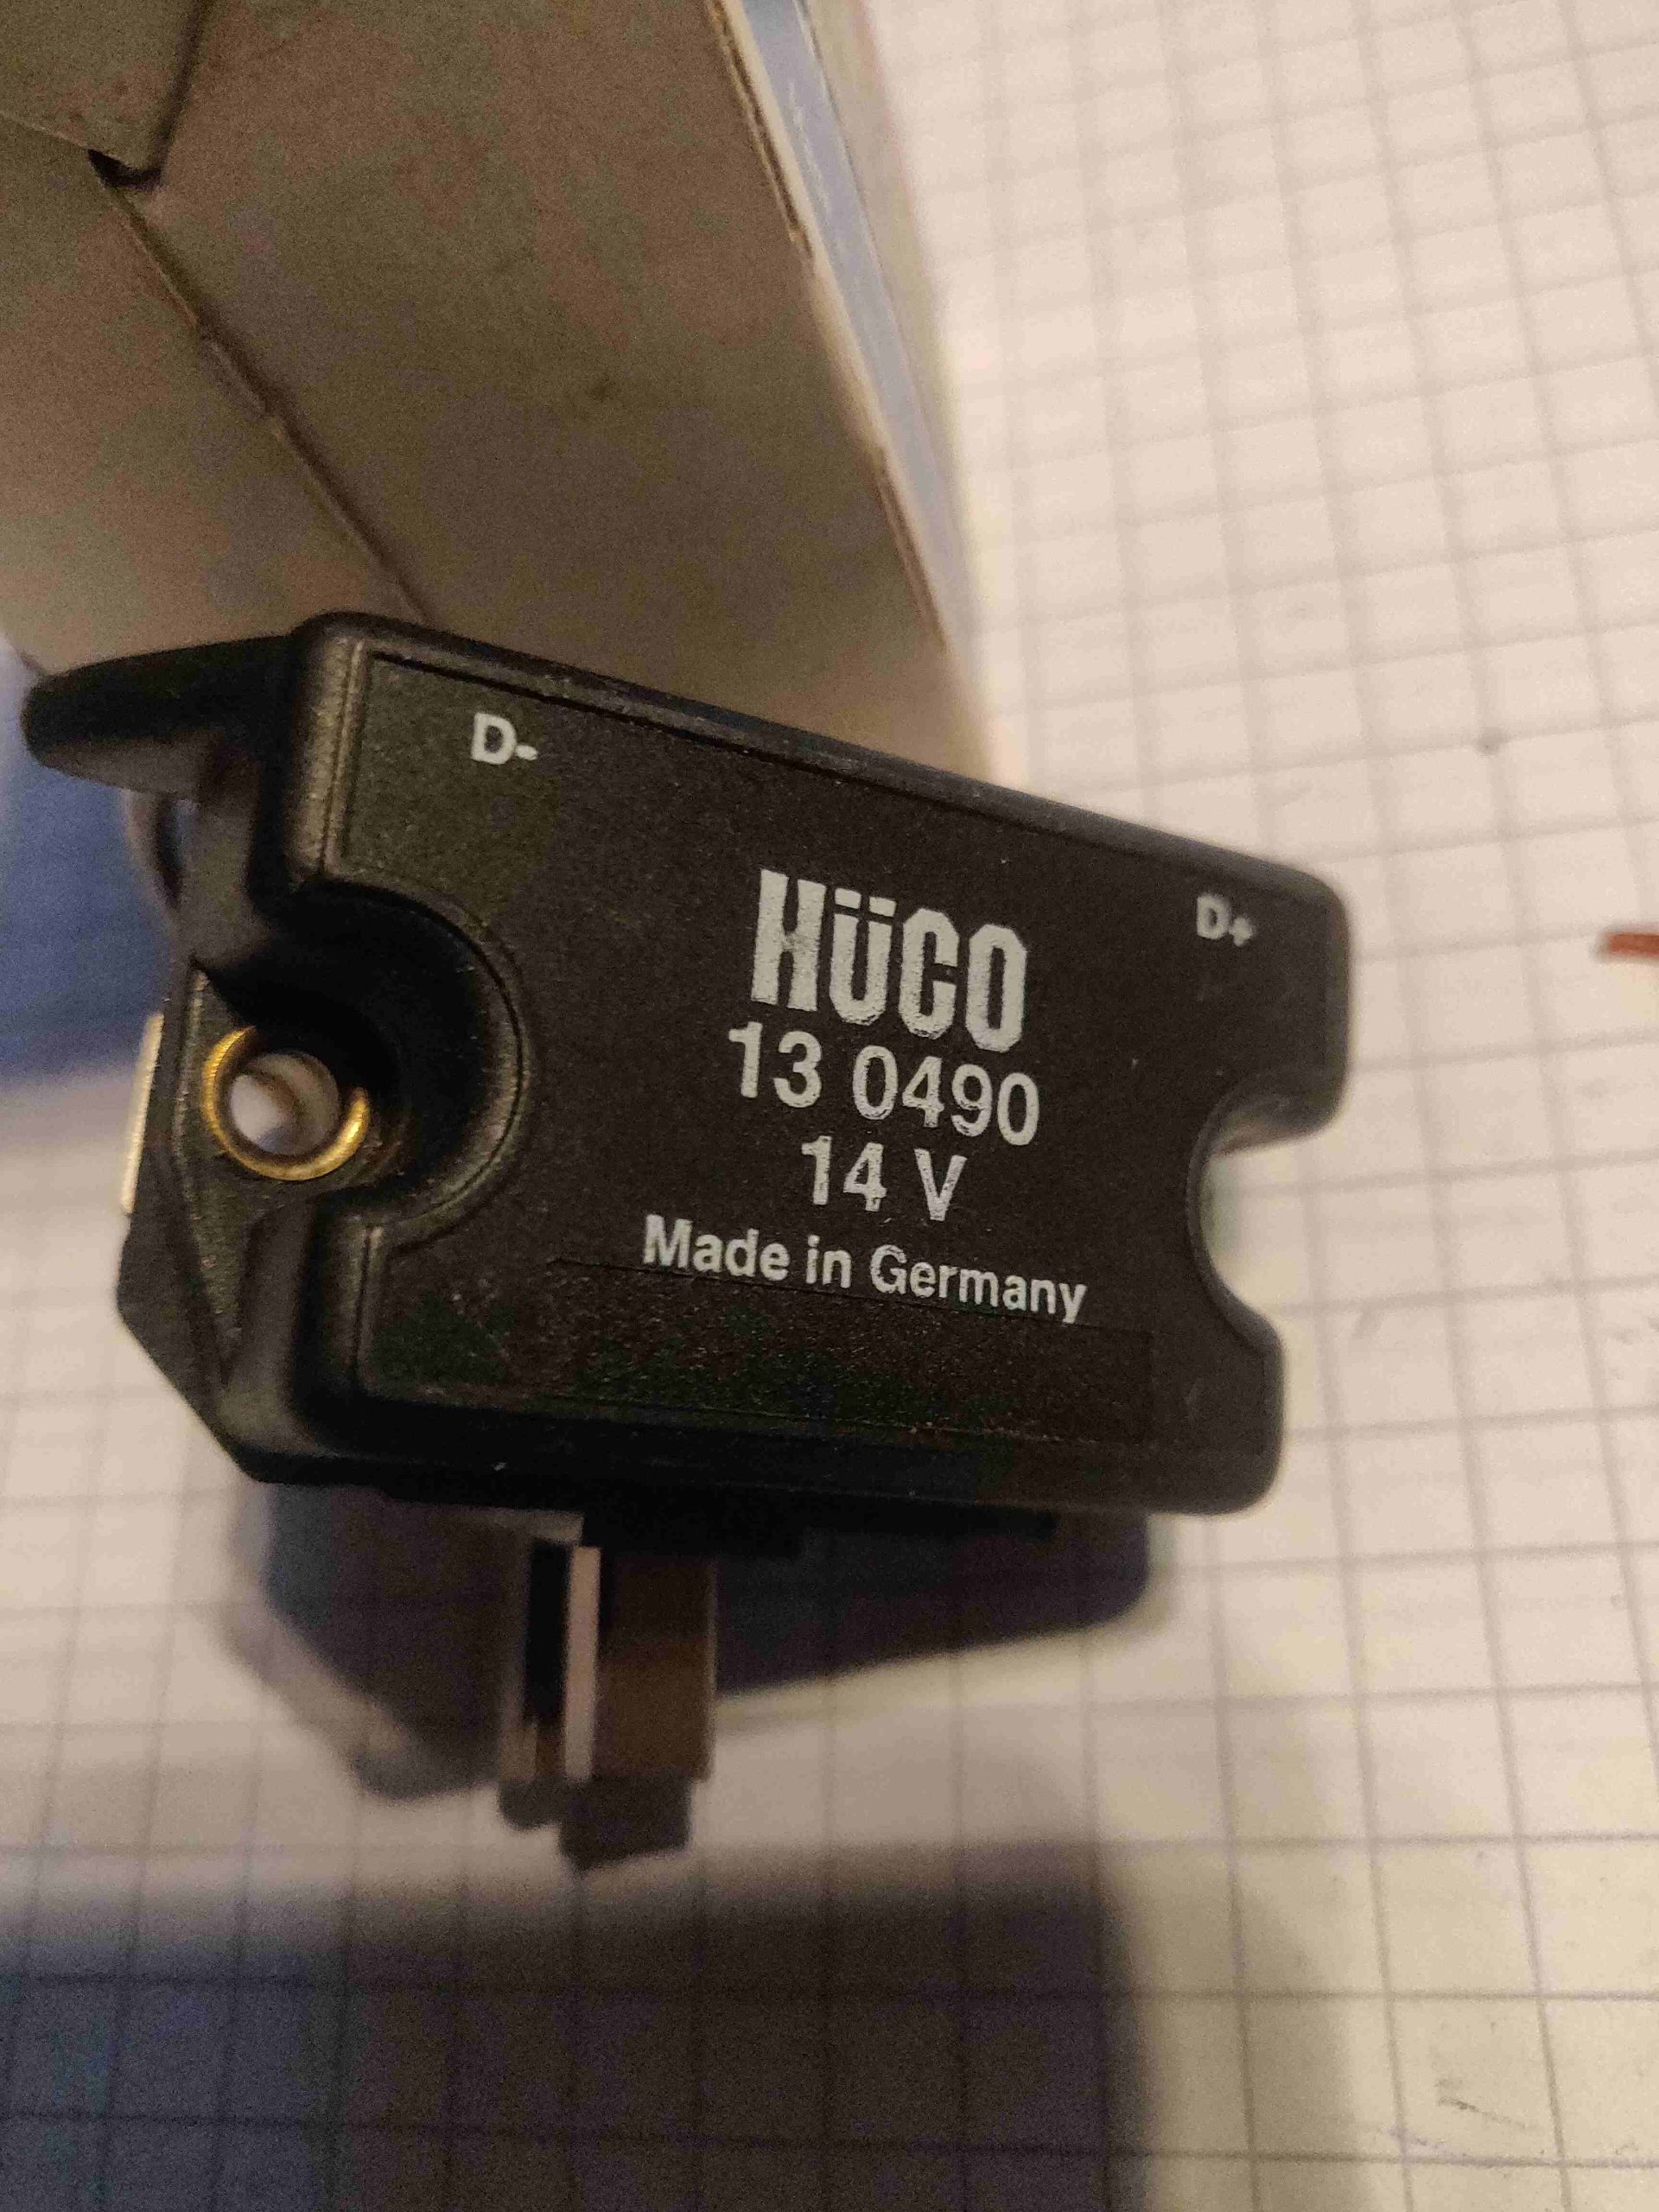 D-
D+
HüCO
13 0490
14 V
Made in Germany